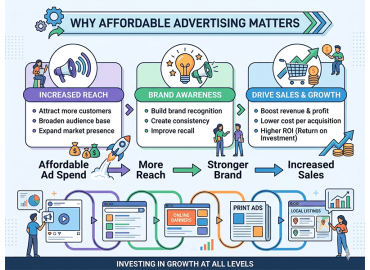 WHY AFFORDABLE ADVERTISING MATTERS
INCREASED REACH
Attract more customers
Broaden audience base
Expand market presence
BRAND AWARENESS
Build brand recognition
Create consistency
Improve recall
DRIVE SALES & GROWTH
Boost revenue & profit
Lower cost per acquisition
Higher ROI (Return on
Investment)
Affordable
Ad Spend
More
Reach
Stronger
Brand
Increased
Sales
ONLINE
BANNERS
PRINT ADS
LOCAL LISTINGS
INVESTING IN GROWTH AT ALL LEVELS